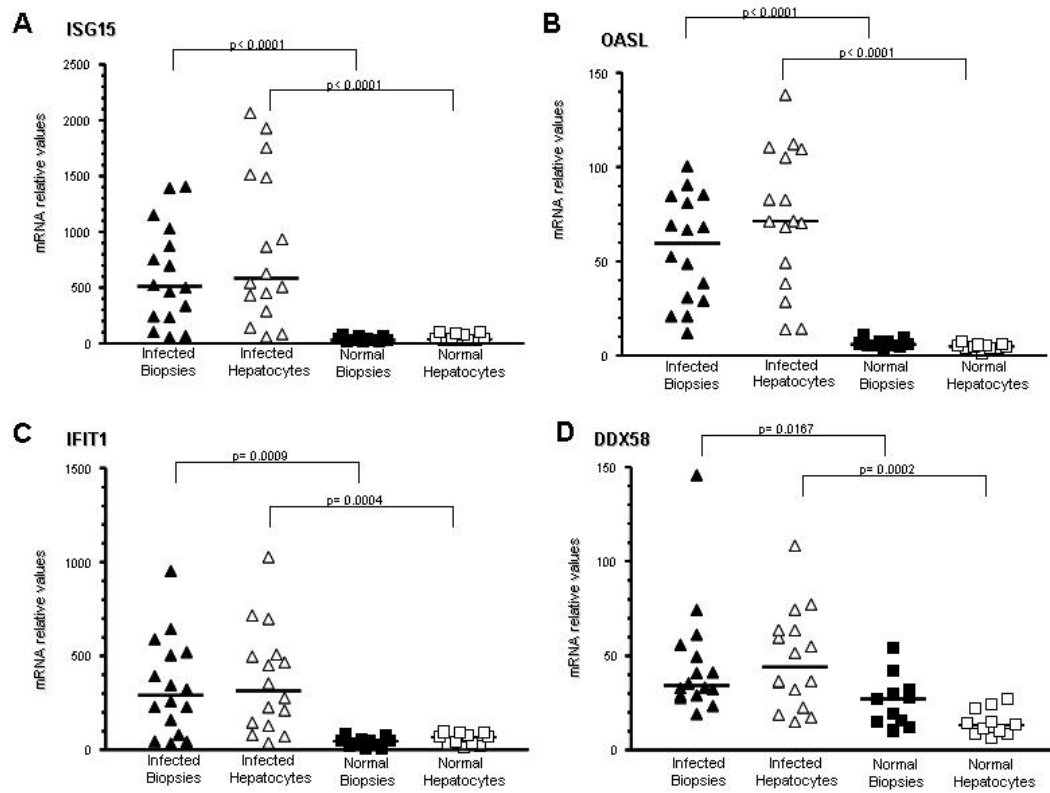 A ISG15
p< 0.0001
p< 0.0001
mRNA relative values
2500
2000
1500
1000
500
0
Infected Biopsies
Infected Hepatocytes
Normal Biopsies
Normal Hepatocytes
B OASL
p< 0.0001
p< 0.0001
mRNA relative values
150
100
50
0
Infected Biopsies
Infected Hepatocytes
Normal Biopsies
Normal Hepatocytes
C IFIT1
p= 0.0009
p= 0.0004
mRNA relative values
1500
1000
500
0
Infected Biopsies
Infected Hepatocytes
Normal Biopsies
Normal Hepatocytes
D DDX58
p= 0.0167
p= 0.0002
mRNA relative values
150
100
50
0
Infected Biopsies
Infected Hepatocytes
Normal Biopsies
Normal Hepatocytes